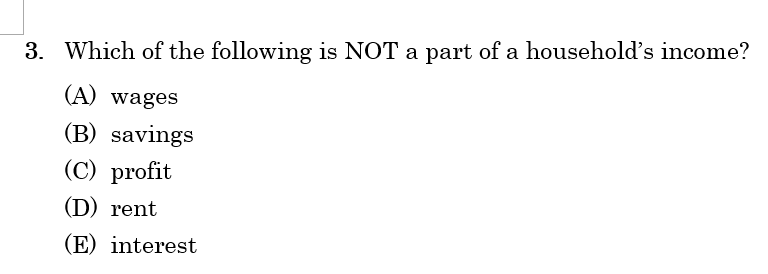 3. Which of the following is NOT a part of a household’s income?
(A) wages
(B) savings
(C) profit
(D) rent
(E) interest